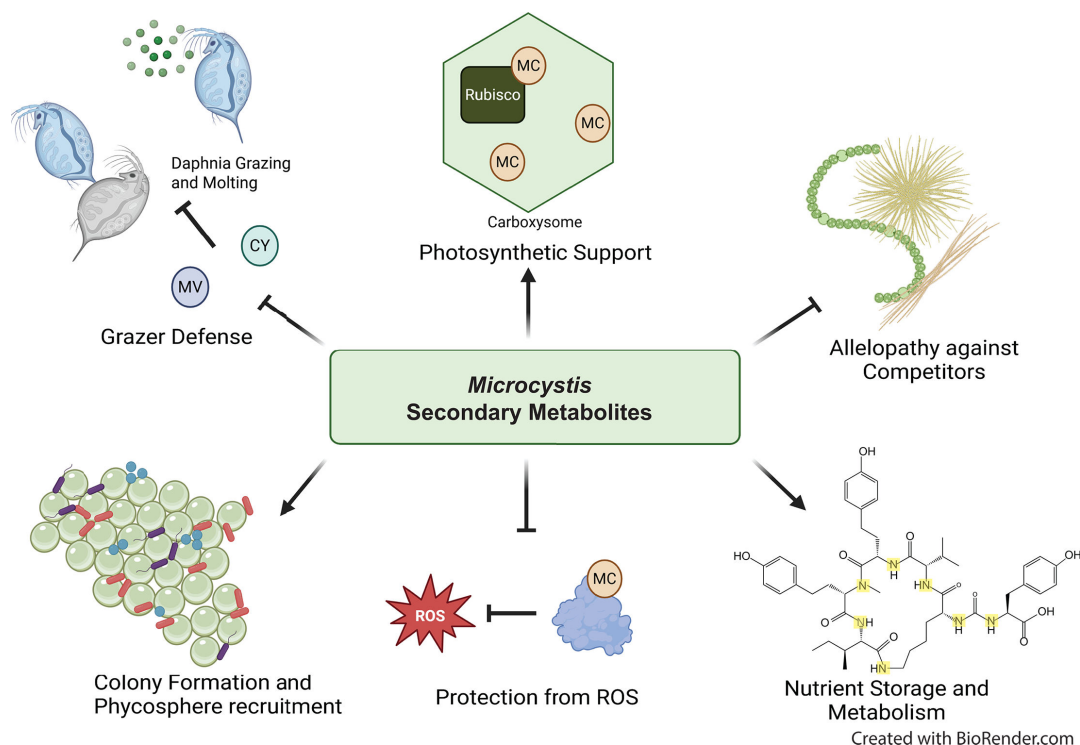 MC
Rubisco
MC
MC
Carboxysome
Photosynthetic Support
Daphnia Grazing
and Molting
CY
MV
Grazer Defense
Allelopathy against
Competitors
Microcystis
Secondary Metabolites
Colony Formation and
Phycosphere recruitment
MC
ROS
Protection from ROS
OH
HO
O
O
N
H
O
N
NH
O
O
OH
O
NH
O
N
H
N
H
OH
O
O
HN
Nutrient Storage and
Metabolism
Created with BioRender.com